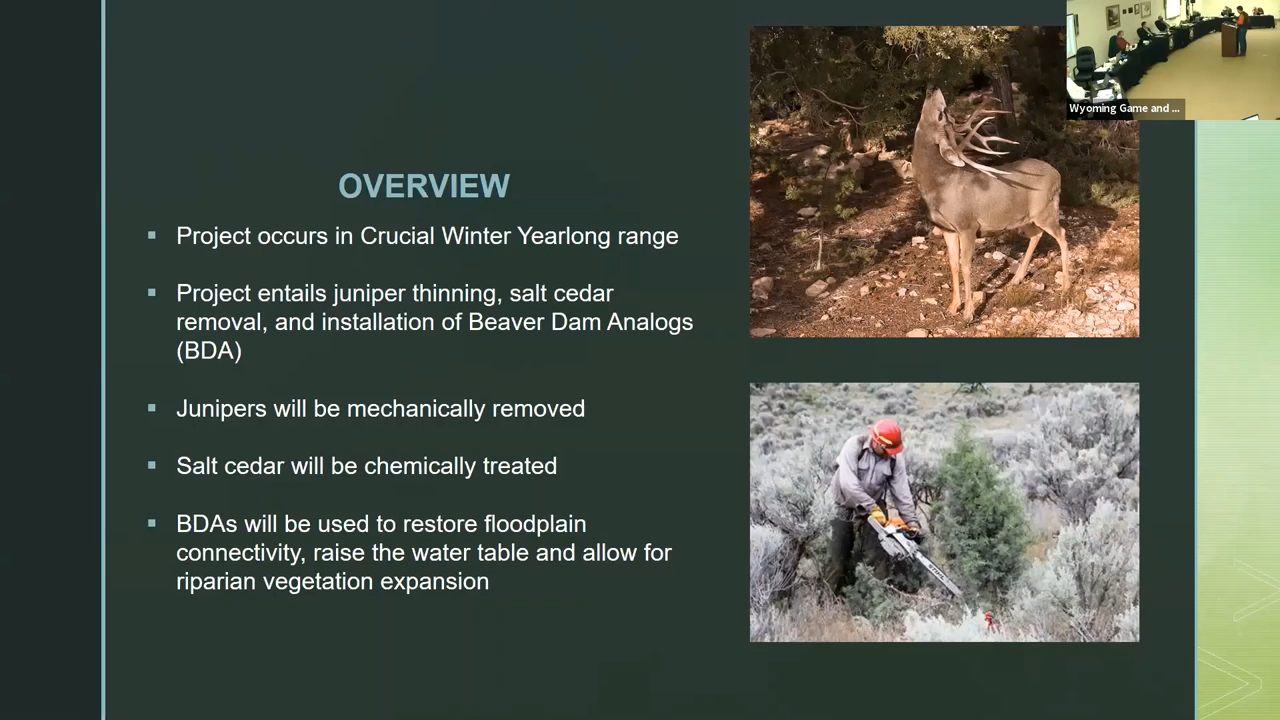 Wyoming Game and ...
OVERVIEW
▪ Project occurs in Crucial Winter Yearlong range
▪ Project entails juniper thinning, salt cedar
removal, and installation of Beaver Dam Analogs
(BDA)
▪ Junipers will be mechanically removed
▪ Salt cedar will be chemically treated
▪ BDAs will be used to restore floodplain
connectivity, raise the water table and allow for
riparian vegetation expansion
STIHL